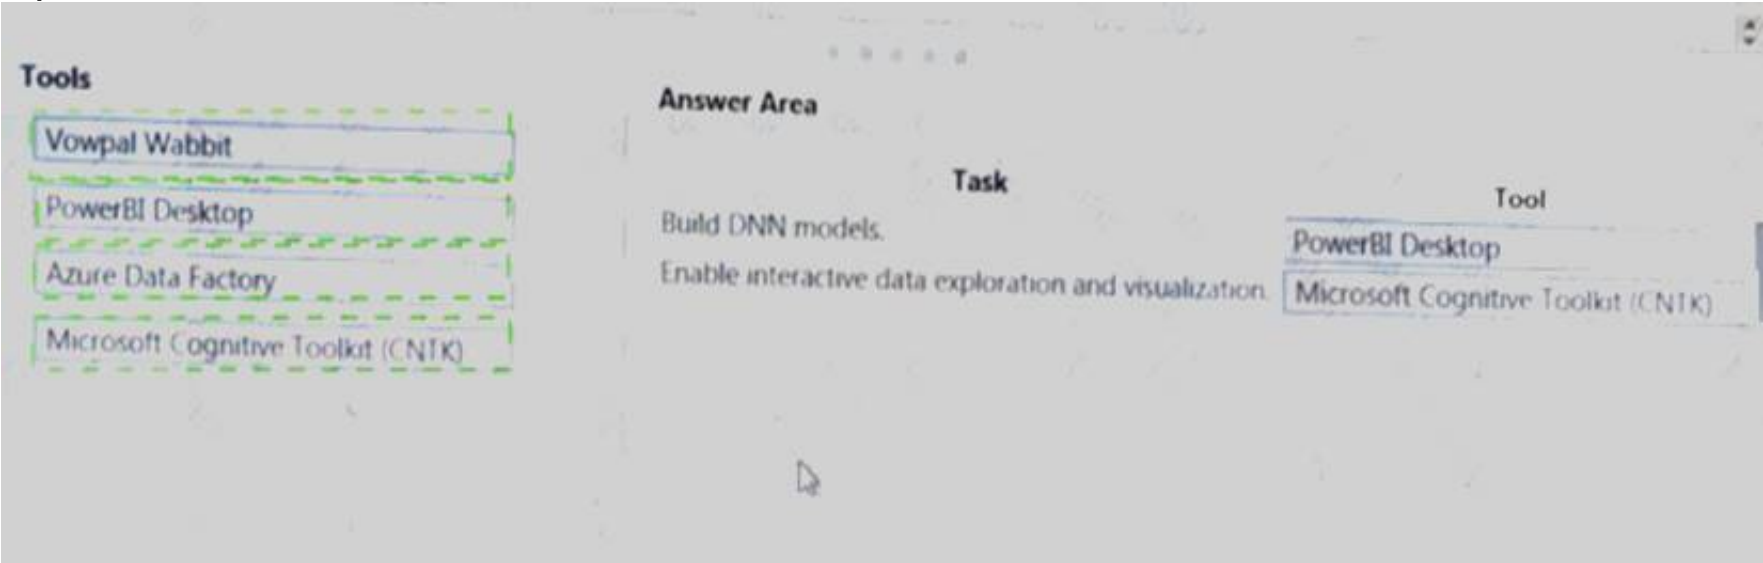 Tools
Vowpal Wabbit
PowerBI Desktop
Azure Data Factory
Microsoft Cognitive Toolkit (CNTK)
Answer Area
Task
Tool
Build DNN models.
PowerBI Desktop
Enable interactive data exploration and visualization.
Microsoft Cognitive Toolkit (CNTK)